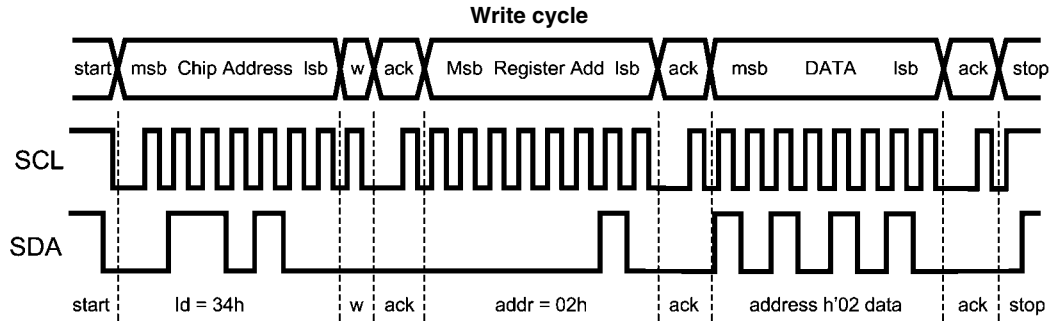 Write cycle
start msb Chip Address lsb w ack Msb Register Add lsb ack msb DATA lsb ack stop
SCL
SDA
start Id = 34h w ack addr = 02h ack address h'02 data ack stop